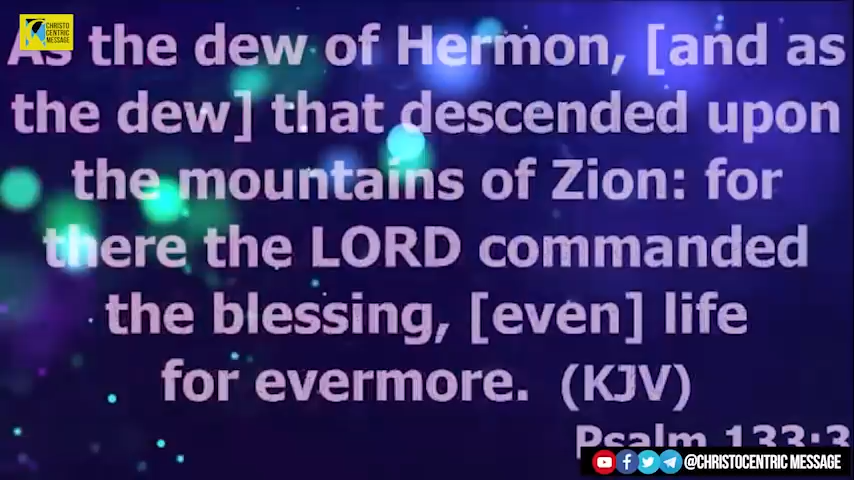 CHRISTO
CENTRIC
MESSAGE
As the dew of Hermon, [and as
the dew] that descended upon
the mountains of Zion: for
there the LORD commanded
the blessing, [even] life
for evermore. (KJV)
Psalm 133:3
@CHRISTOCENTRIC MESSAGE